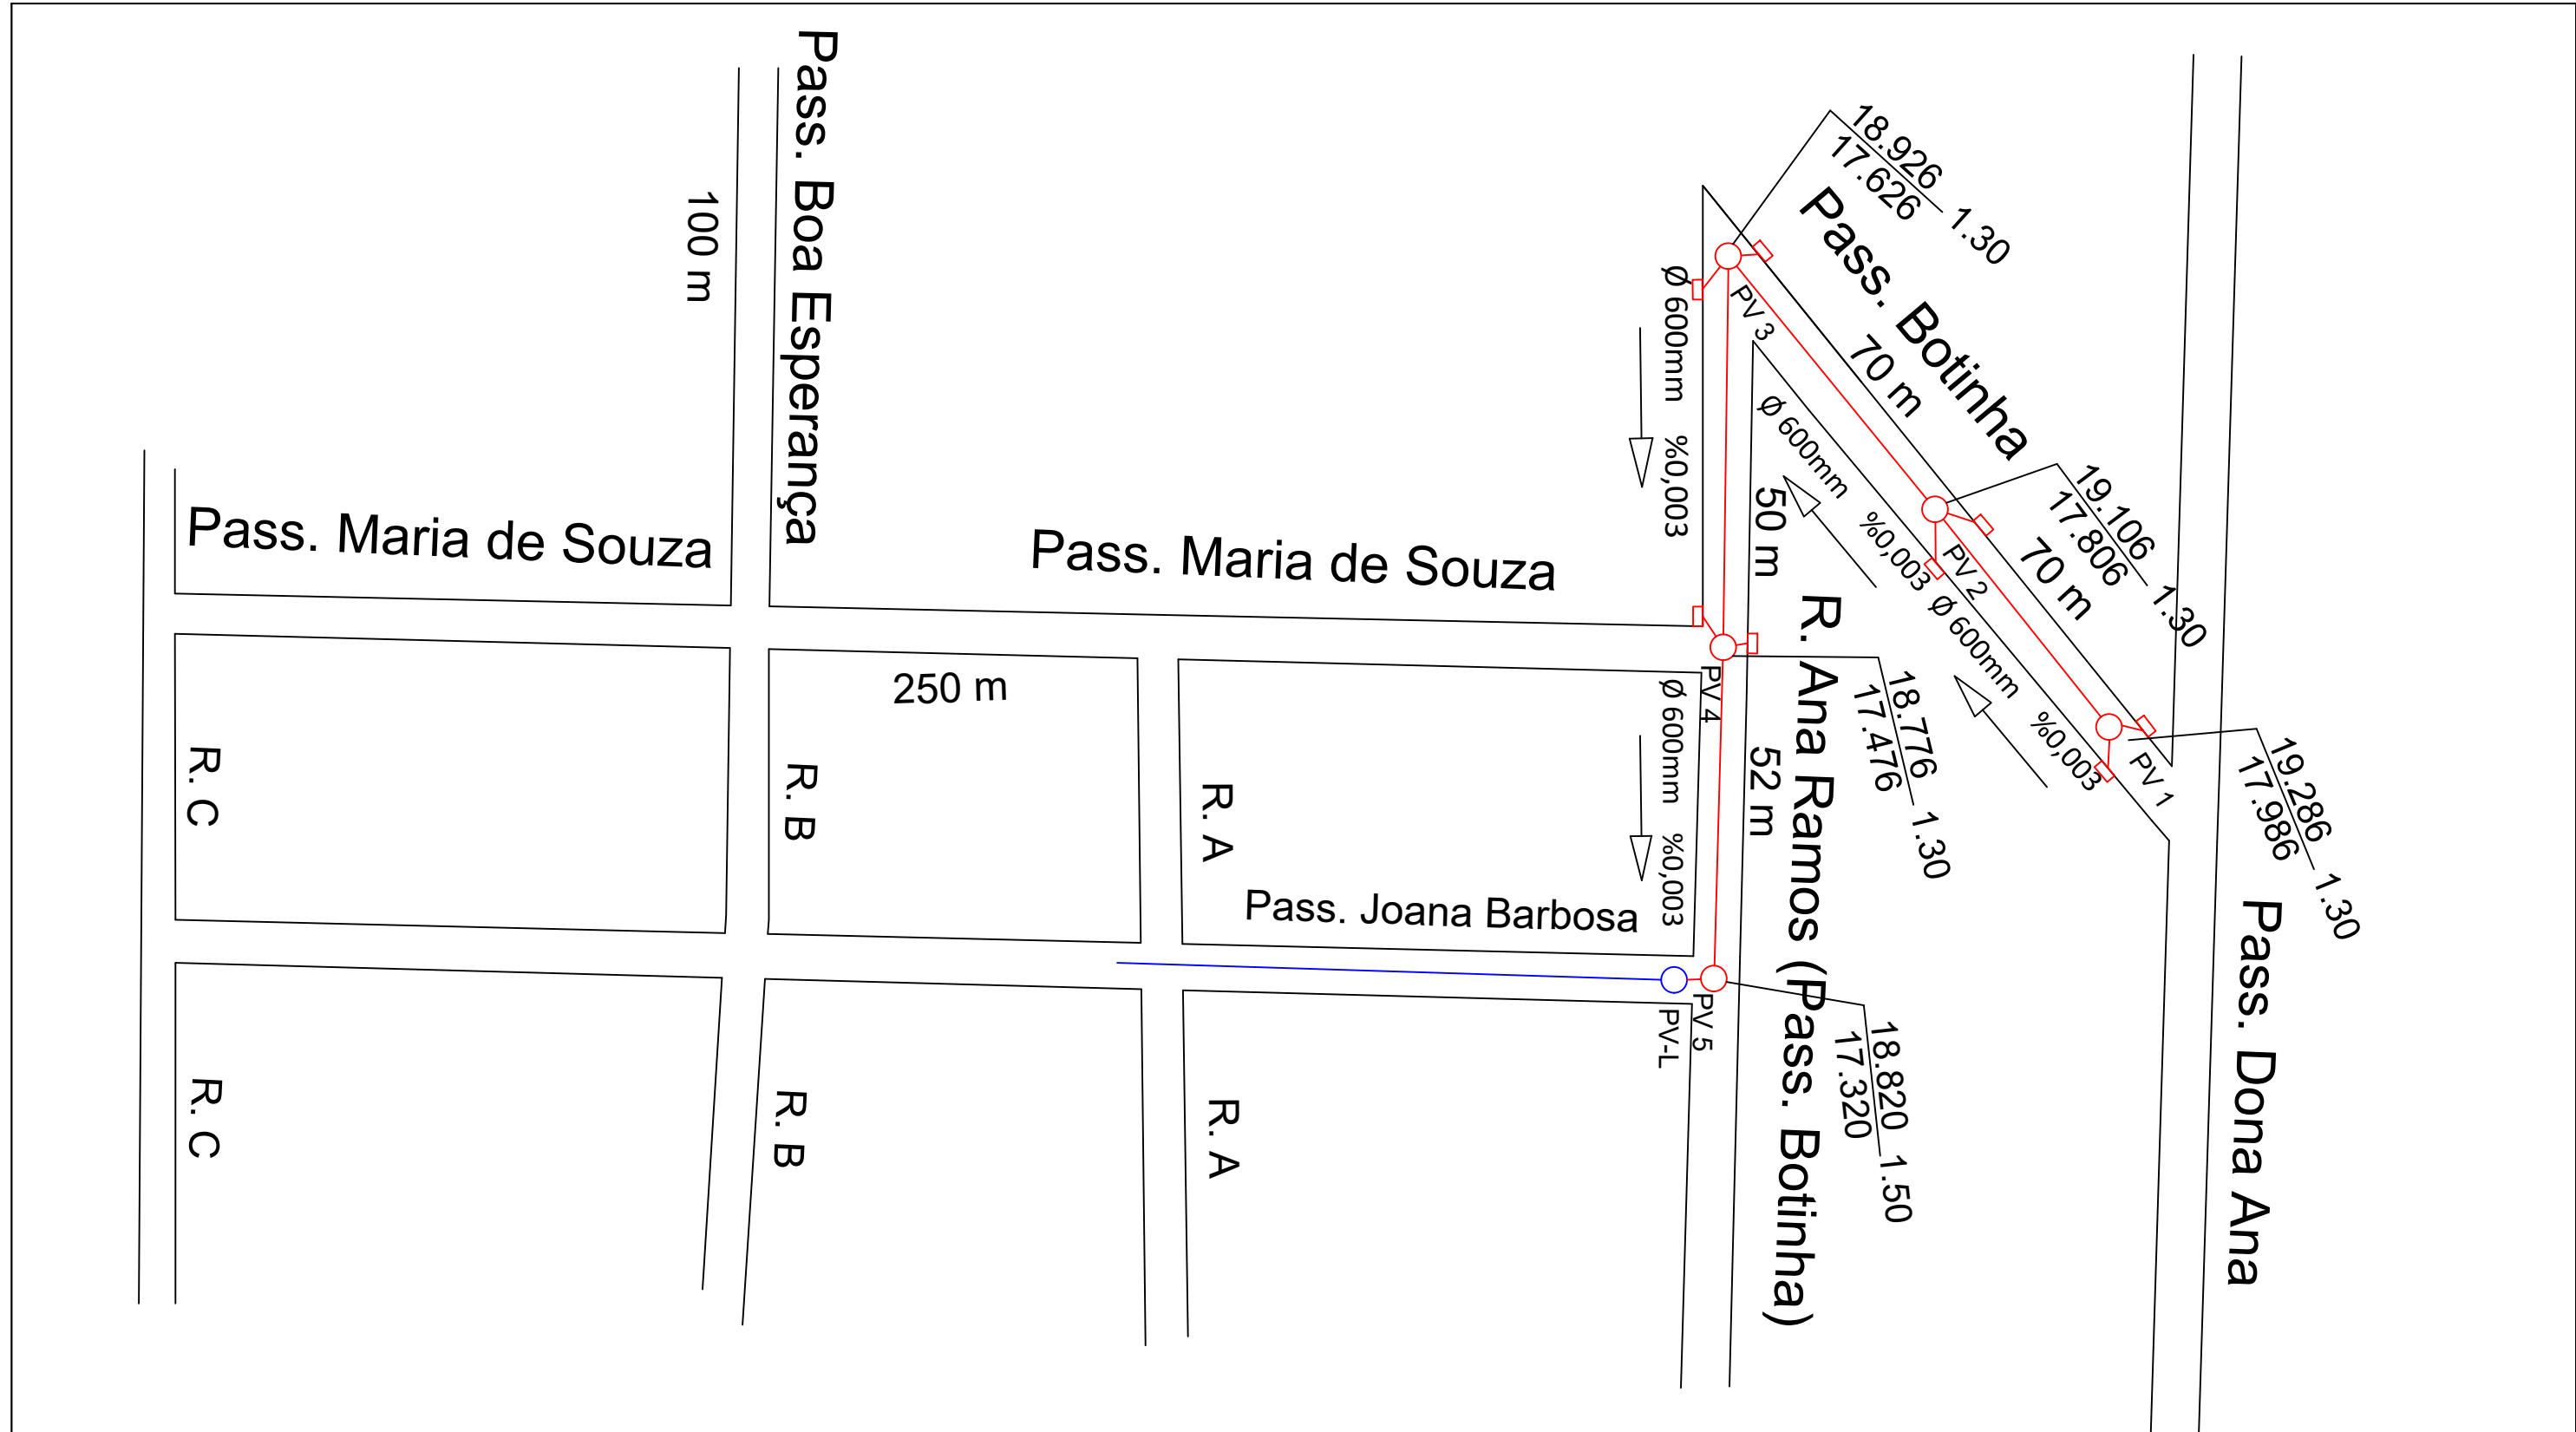 Pass. Boa Esperança
100 m
Pass. Maria de Souza
Pass. Maria de Souza
250 m
R. C
R. B
R. A
Pass. Joana Barbosa
R. C
R. B
R. A
18.926
17.626
1.30
Pass. Botinha
70 m
PV 3
Ø 600mm %0,003
Ø 600mm %0,003
50 m
19.106
17.806
1.30
70 m
PV 2
Ø 600mm %0,003
PV 1
19.286
17.986
1.30
R. Ana Ramos (Pass. Botinha)
PV 4
18.776
17.476
1.30
Ø 600mm %0,003
52 m
PV 5
PV-L
18.820
17.320
1.50
Pass. Dona Ana